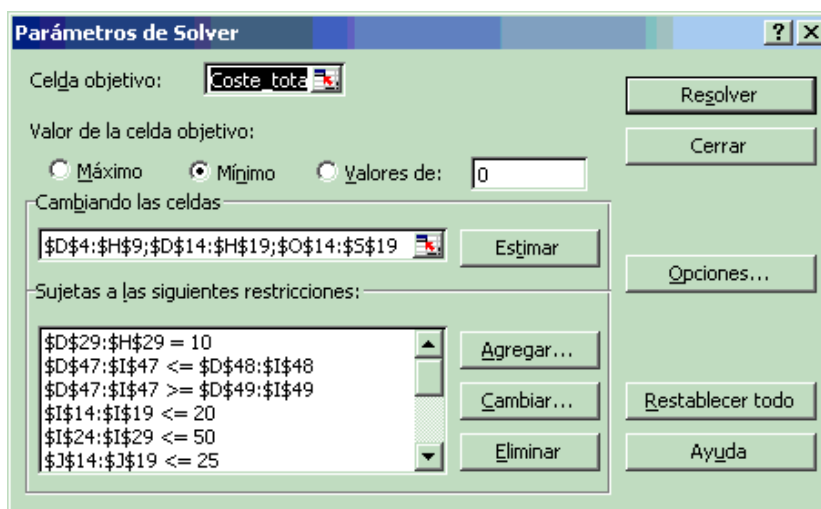 Parámetros de Solver
Celda objetivo: Coste_tota
Resolver
Valor de la celda objetivo:
Cerrar
Máximo Mínimo Valores de: 0
Cambiando las celdas
$D$4:$H$9;$D$14:$H$19;$O$14:$S$19 Estimar
Opciones...
Sujetas a las siguientes restricciones:
$D$29:$H$29 = 10
$D$47:$I$47 <= $D$48:$I$48
$D$47:$I$47 >= $D$49:$I$49
$I$14:$I$19 <= 20
$I$24:$I$29 <= 50
$J$14:$J$19 <= 25
Agregar...
Cambiar...
Restablecer todo
Eliminar
Ayuda